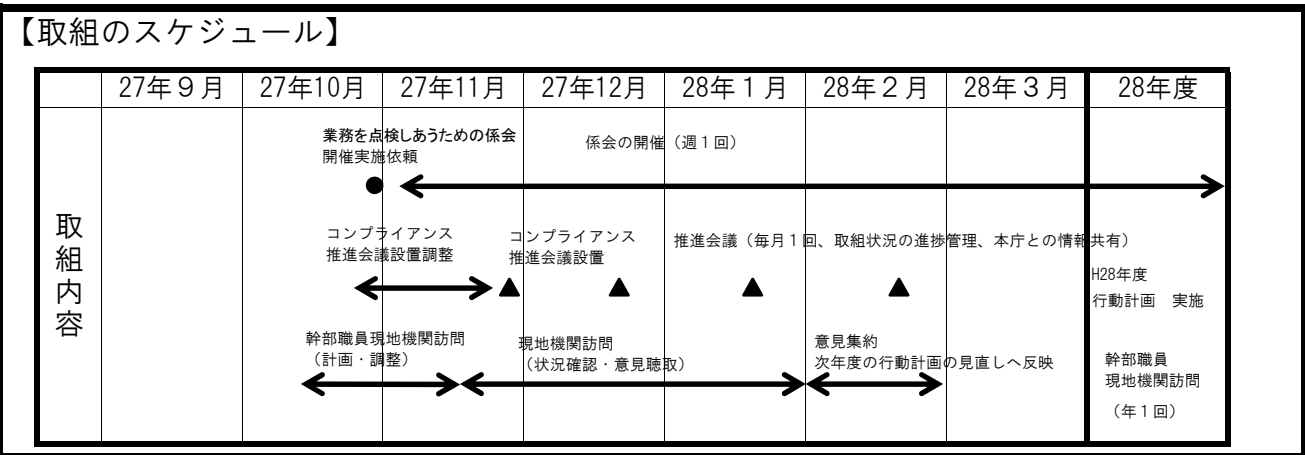 【取組のスケジュール】
27年９月 27年10月 27年11月 27年12月 28年１月 28年２月 28年３月 28年度
取組内容
業務を点検しあうための係会
開催実施依頼
係会の開催（週１回）
コンプライアンス
推進会議設置調整
コンプライアンス
推進会議設置
推進会議（毎月１回、取組状況の進捗管理、本庁との情報共有）
H28年度
行動計画　実施
幹部職員現地機関訪問
（計画・調整）
現地機関訪問
（状況確認・意見聴取）
意見集約
次年度の行動計画の見直しへ反映
幹部職員
現地機関訪問
（年１回）